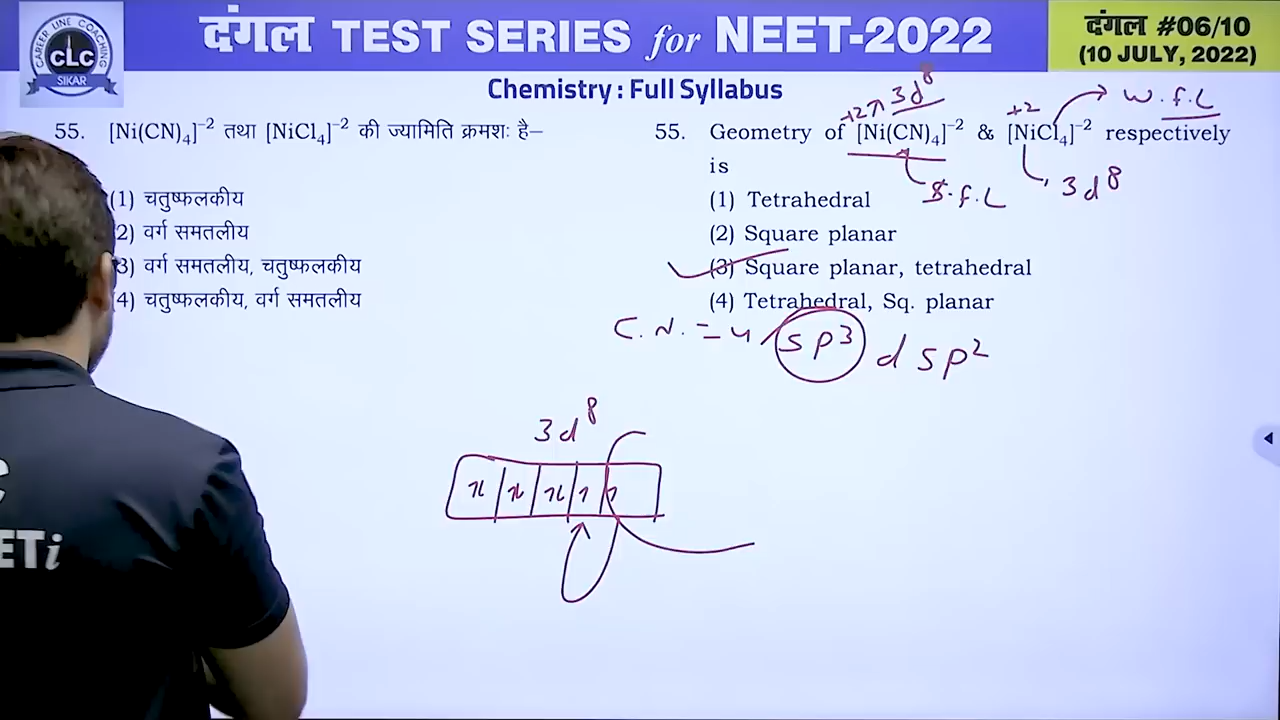 CAREER LINE COACHING
CLC
SIKAR
दंगल TEST SERIES for NEET-2022
दंगल #06/10
(10 JULY, 2022)
Chemistry : Full Syllabus
55. [Ni(CN)₄]⁻² तथा [NiCl₄]⁻² की ज्यामिति क्रमशः है–
(1) चतुष्फलकीय
2) वर्ग समतलीय
3) वर्ग समतलीय, चतुष्फलकीय
(4) चतुष्फलकीय, वर्ग समतलीय
+2 3d⁸ +2 w.f.L
55. Geometry of [Ni(CN)₄]⁻² & [NiCl₄]⁻² respectively
is
S.f.L 3d⁸
(1) Tetrahedral
(2) Square planar
(3) Square planar, tetrahedral
(4) Tetrahedral, Sq. planar
C.N. = 4 sp³ dsp²
3d⁸
C
ETi